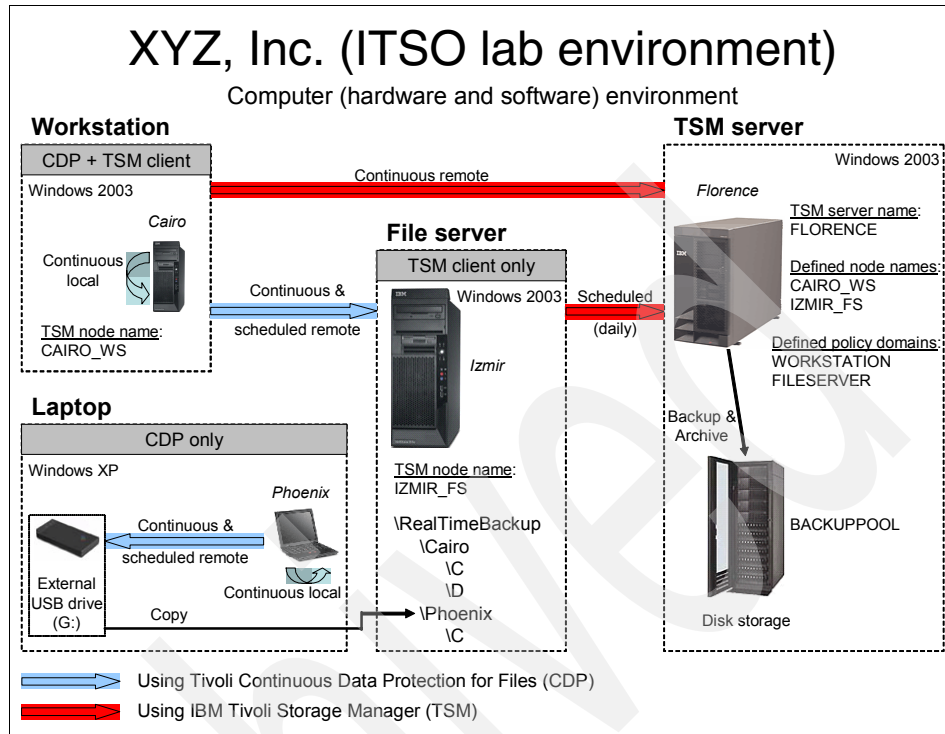 XYZ, Inc. (ITSO lab environment)
Computer (hardware and software) environment
Workstation
CDP + TSM client
Windows 2003
Cairo
Continuous
local
TSM node name:
CAIRO_WS
Continuous remote
Continuous &
scheduled remote
File server
TSM client only
Windows 2003
IBM
Izmir
TSM node name:
IZMIR_FS
\RealTimeBackup
\Cairo
\C
\D
\Phoenix
\C
Scheduled
(daily)
TSM server
Windows 2003
Florence
IBM
TSM server name:
FLORENCE
Defined node names:
CAIRO_WS
IZMIR_FS
Defined policy domains:
WORKSTATION
FILESERVER
Backup &
Archive
BACKUPPOOL
Disk storage
Laptop
CDP only
Windows XP
Phoenix
Continuous &
scheduled remote
Continuous local
External
USB drive
(G:)
Copy
Using Tivoli Continuous Data Protection for Files (CDP)
Using IBM Tivoli Storage Manager (TSM)